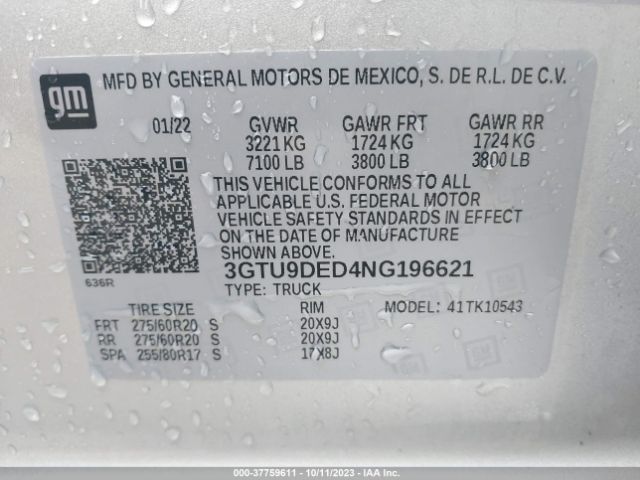 gm
MFD BY GENERAL MOTORS DE MEXICO, S. DE R.L. DE C.V.
01/22 GVWR GAWR FRT GAWR RR
3221 KG 1724 KG 1724 KG
7100 LB 3800 LB 3800 LB
THIS VEHICLE CONFORMS TO ALL
APPLICABLE U.S. FEDERAL MOTOR
VEHICLE SAFETY STANDARDS IN EFFECT
ON THE DATE OF MANUFACTURE
SHOWN ABOVE.
636R
3GTU9DED4NG196621
TYPE: TRUCK
TIRE SIZE RIM MODEL: 41TK10543
FRT 275/60R20 S 20X9J
RR 275/60R20 S 20X9J
SPA 255/80R17 S 17X8J
000-37759611 - 10/11/2023 - IAA Inc.